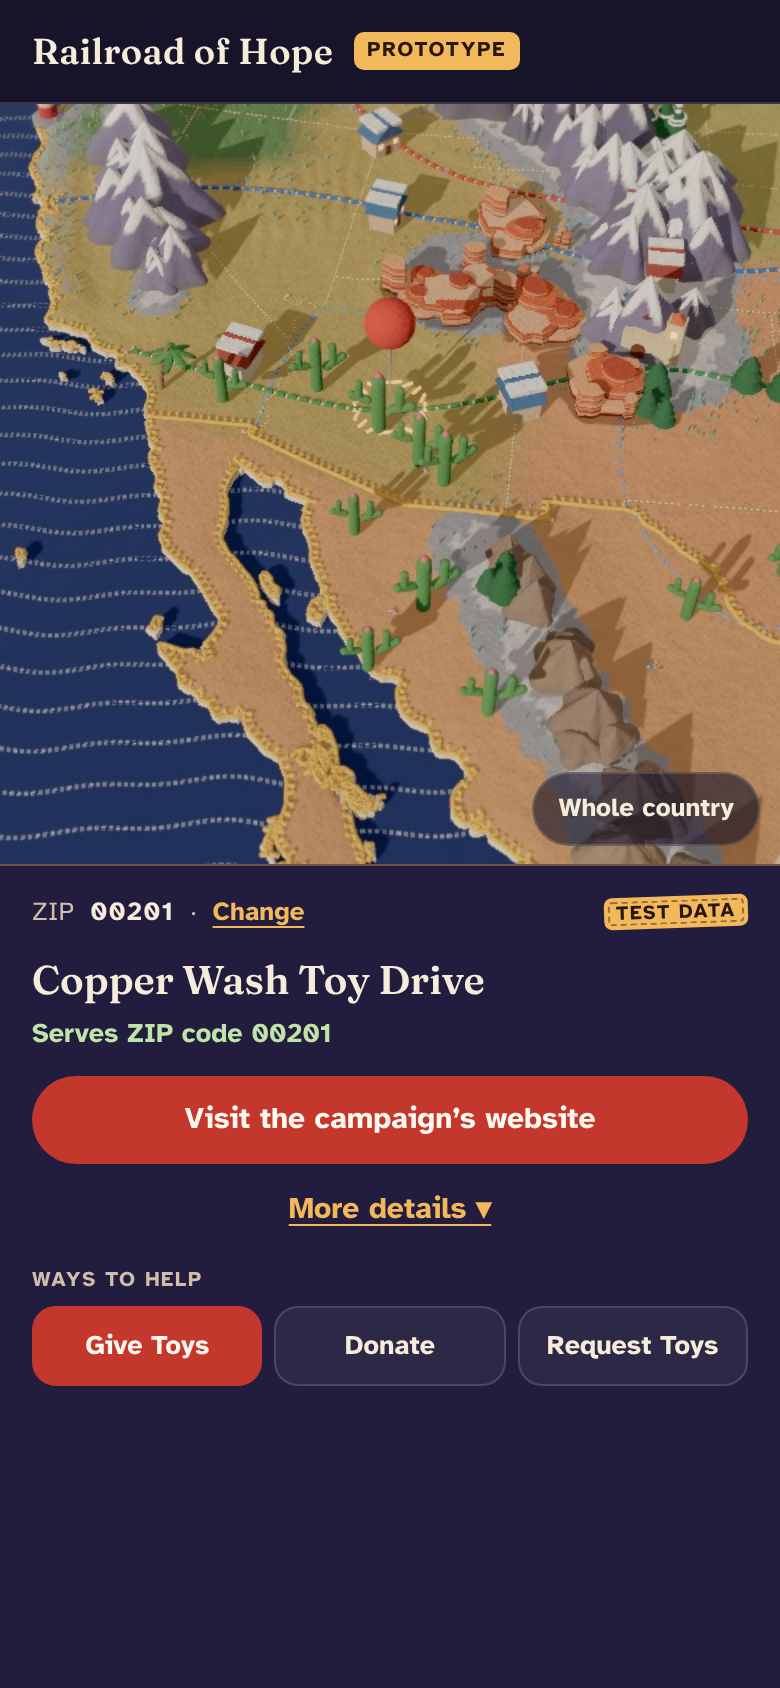 Railroad of Hope PROTOTYPE
Whole country
ZIP 00201 · Change TEST DATA
Copper Wash Toy Drive
Serves ZIP code 00201
Visit the campaign’s website
More details ▾
WAYS TO HELP
Give Toys Donate Request Toys